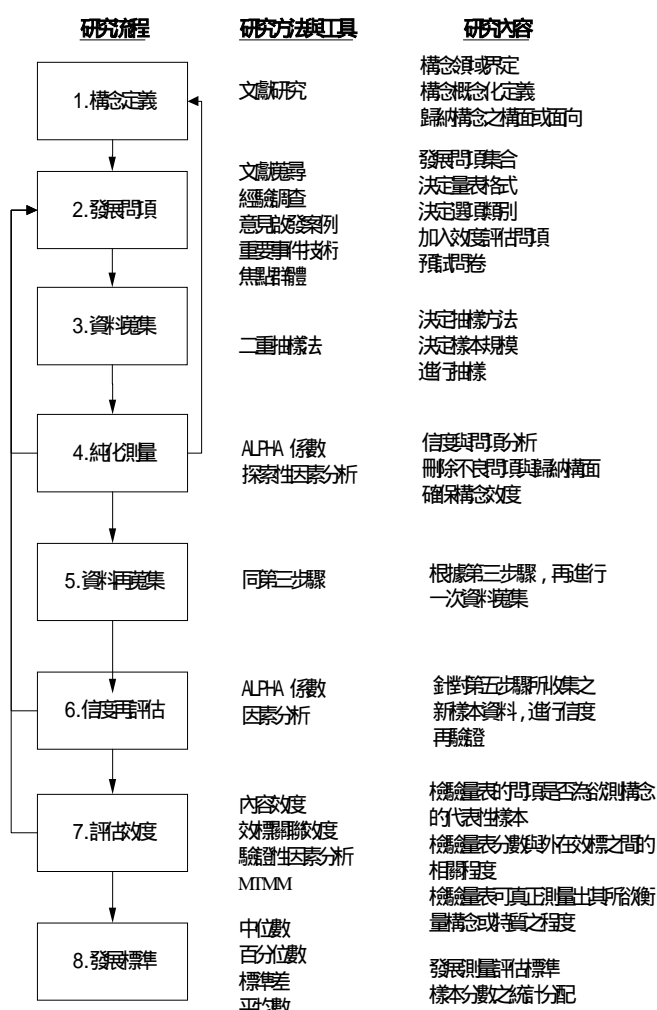 研究流程
研究方法與工具
研究內容
1.構念定義
文獻研究
構念領域界定
構念概念化定義
歸納構念之構面或面向
2.發展問項
文獻蒐尋
經驗調查
意見啟發案例
重要事件技術
焦點群體
發展問項集合
決定量表格式
決定選項類別
加入效度評估問項
預試問卷
3.資料蒐集
二重抽樣法
決定抽樣方法
決定樣本規模
進行抽樣
4.純化測量
ALPHA 係數
探索性因素分析
信度與問項分析
刪除不良問項與歸納構面
確保構念效度
5.資料再蒐集
同第三步驟
根據第三步驟，再進行
一次資料蒐集
6.信度再評估
ALPHA 係數
因素分析
針對第五步驟所收集之
新樣本資料，進行信度
再驗證
7.評估效度
內容效度
效標關聯效度
驗證性因素分析
MTMM
檢驗量表的問項是否為欲測構念
的代表性樣本
檢驗量表分數與外在效標之間的
相關程度
檢驗量表可真正測量出其所欲衡
量構念或特質之程度
8.發展標準
中位數
百分位數
標準差
平均數
發展測量評估標準
樣本分數之統計分配